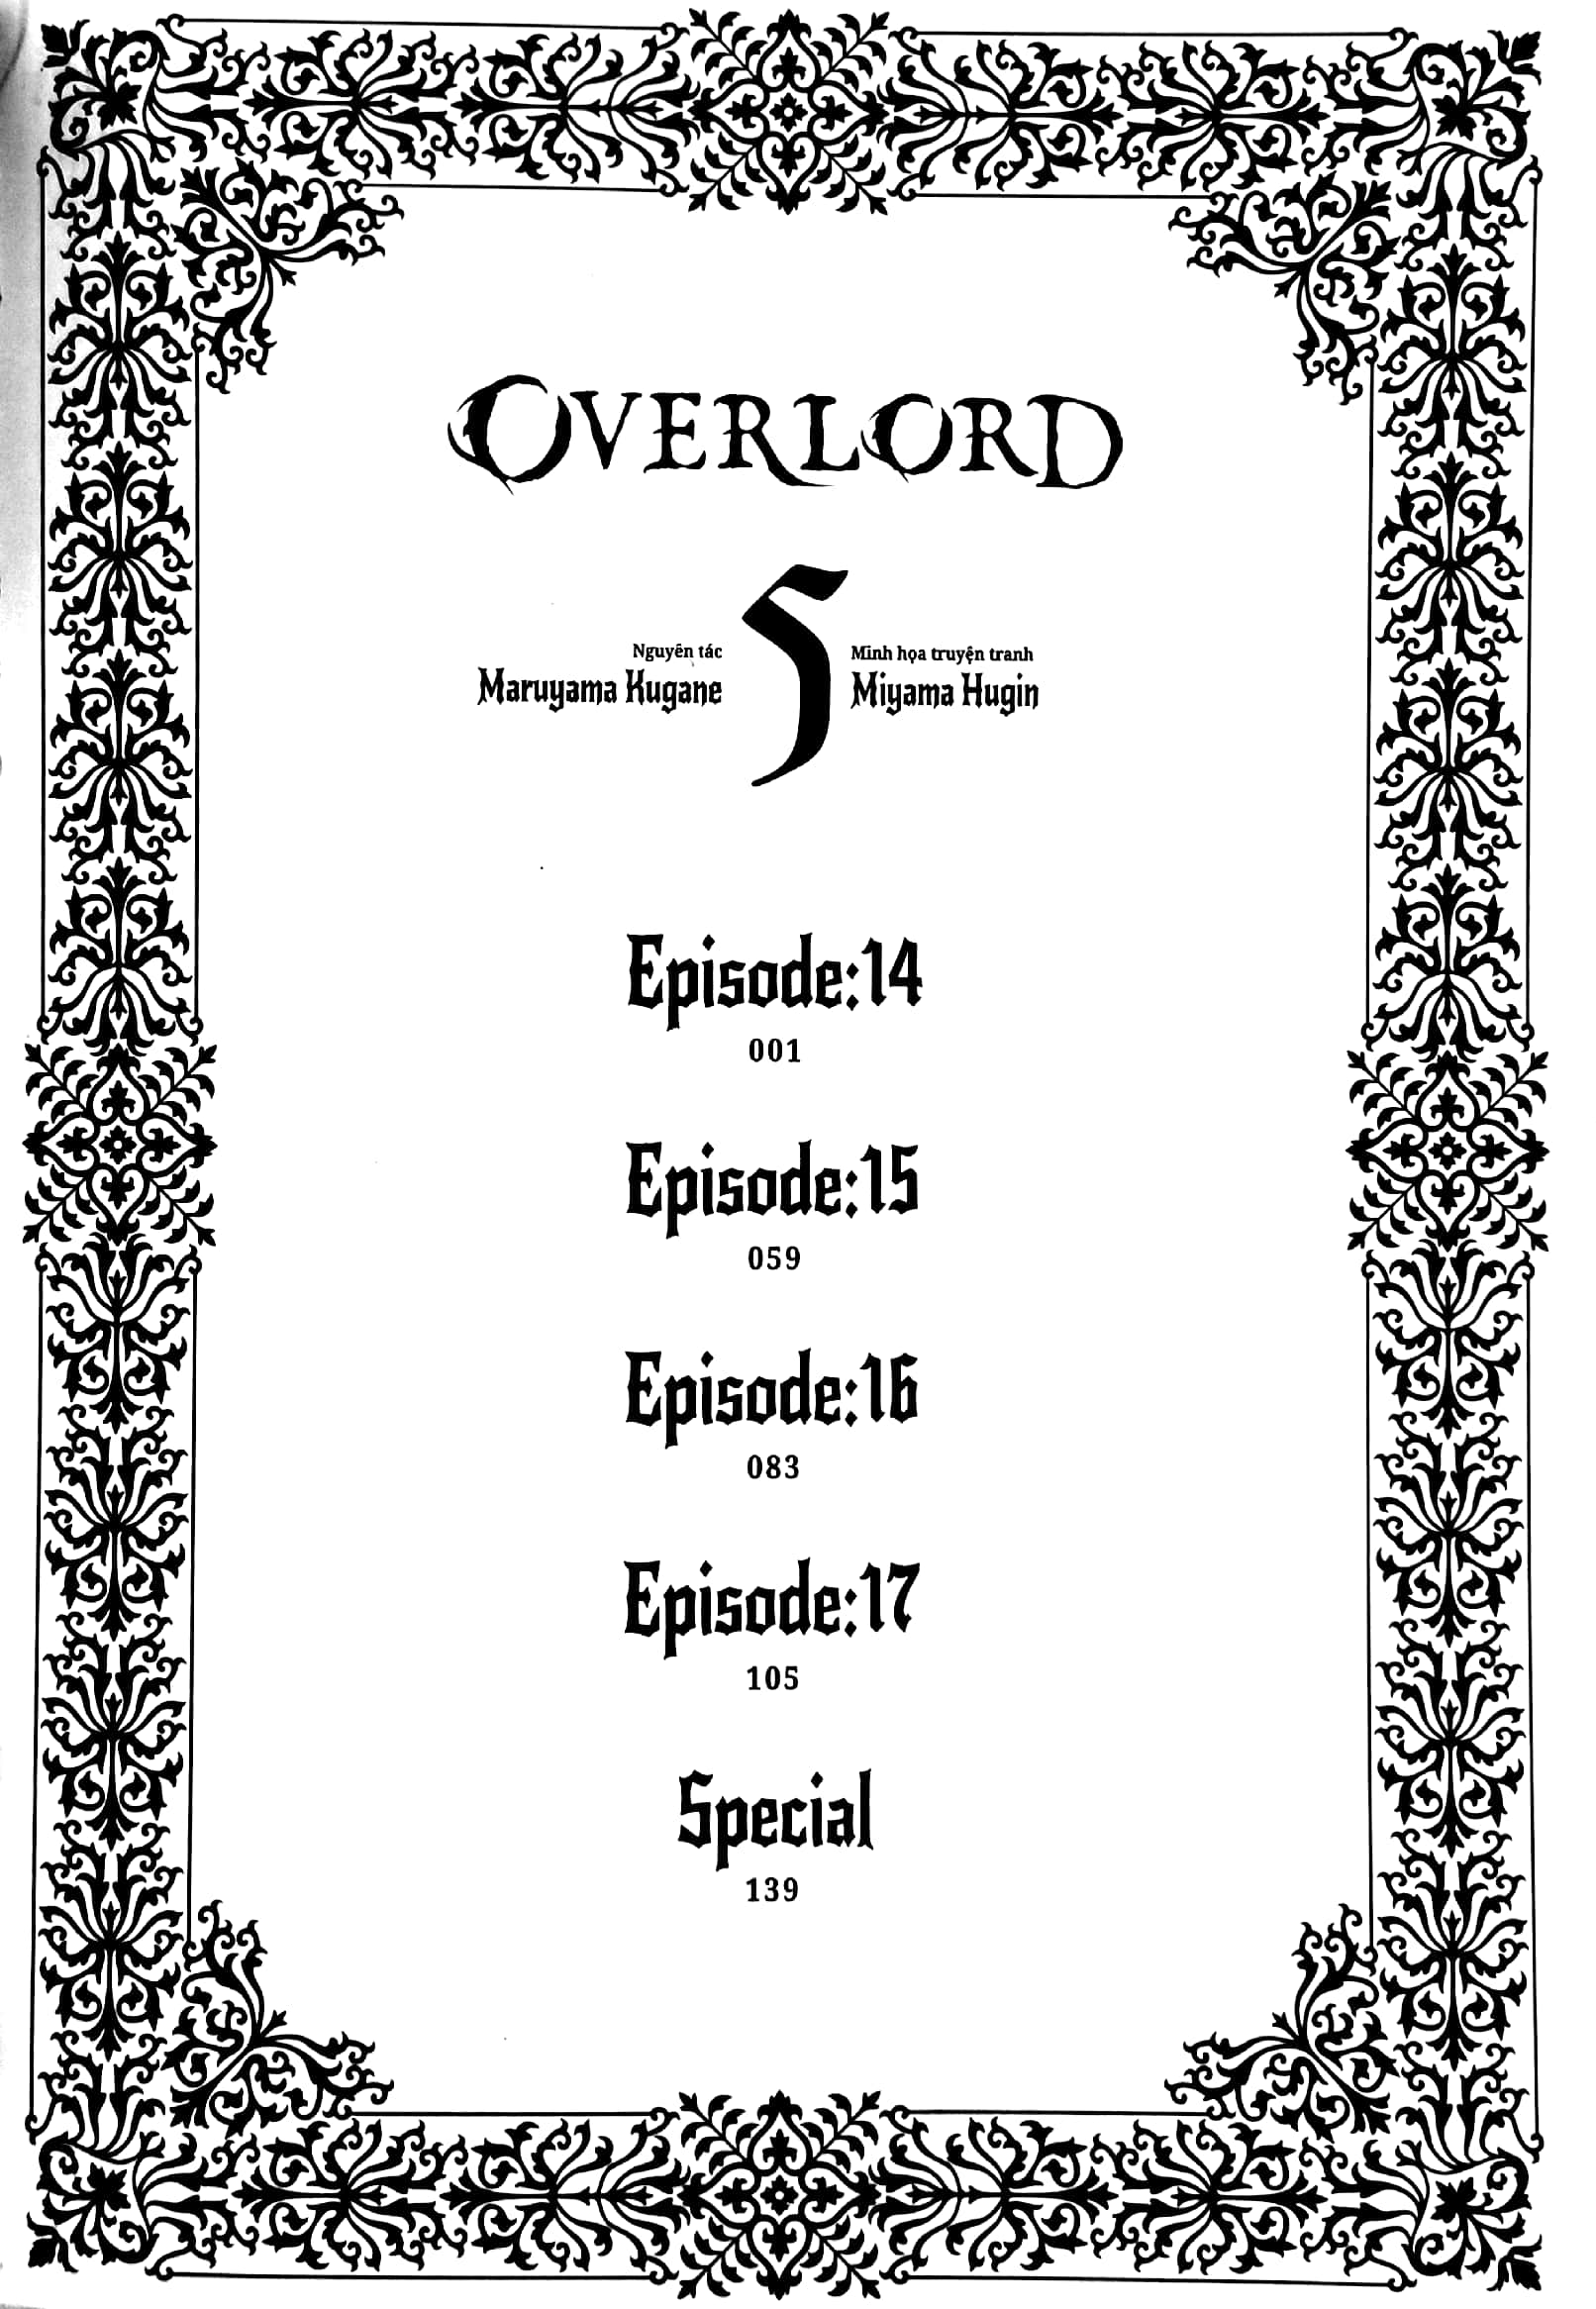 OVERLORD
5
Nguyên tác
Maruyama Kugane
Minh họa truyện tranh
Miyama Hugin
Episode:14
001
Episode:15
059
Episode:16
083
Episode:17
105
Special
139